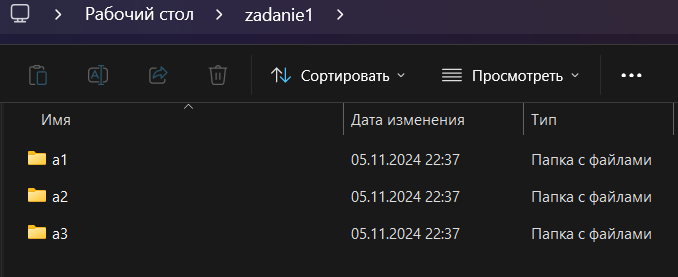 Рабочий стол > zadanie1 >
Сортировать Просмотреть ...
Имя Дата изменения Тип
a1 05.11.2024 22:37 Папка с файлами
a2 05.11.2024 22:37 Папка с файлами
a3 05.11.2024 22:37 Папка с файлами